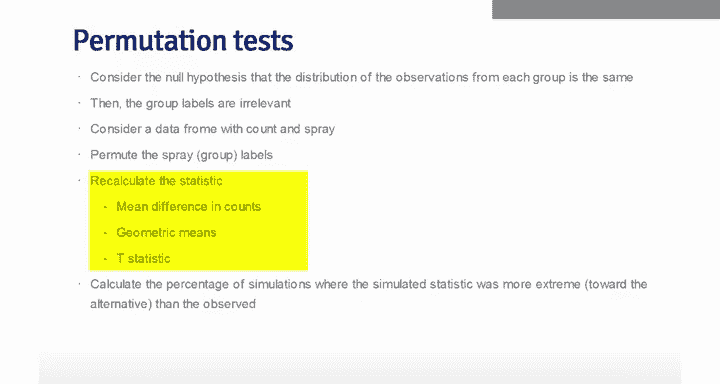 Permutation tests
· Consider the null hypothesis that the distribution of the observations from each group is the same
· Then, the group labels are irrelevant
· Consider a data frome with count and spray
· Permute the spray (group) labels
· Recalculate the statistic
- Mean difference in counts
- Geometric means
- T statistic
· Calculate the percentage of simulations where the simulated statistic was more extreme (toward the
alternative) than the observed